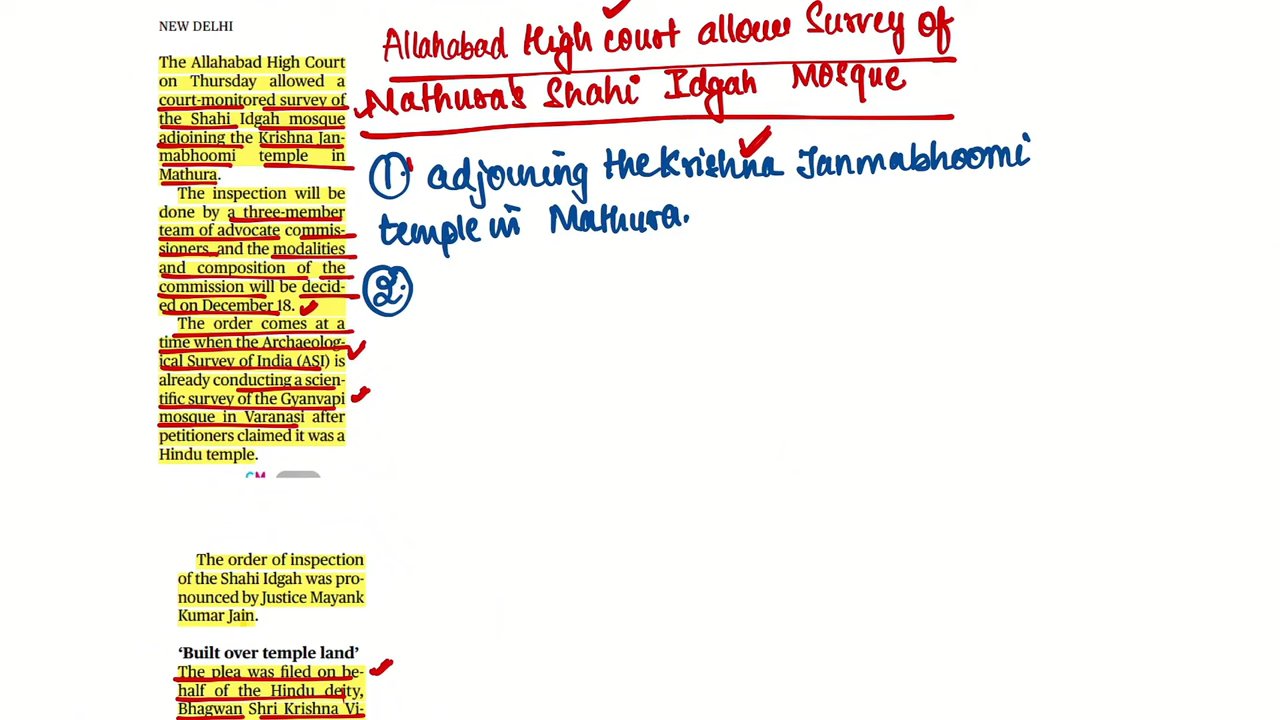 NEW DELHI
The Allahabad High Court
on Thursday allowed a
court-monitored survey of
the Shahi Idgah mosque
adjoining the Krishna Jan-
mabhoomi temple in
Mathura.
The inspection will be
done by a three-member
team of advocate commis-
sioners and the modalities
and composition of the
commission will be decid-
ed on December 18.
The order comes at a
time when the Archaeolog-
ical Survey of India (ASI) is
already conducting a scien-
tific survey of the Gyanvapi
mosque in Varanasi after
petitioners claimed it was a
Hindu temple.
The order of inspection
of the Shahi Idgah was pro-
nounced by Justice Mayank
Kumar Jain.
‘Built over temple land’
The plea was filed on be-
half of the Hindu deity,
Bhagwan Shri Krishna Vi-
Allahabad High court allows Survey of
Mathura's Shahi Idgah Mosque
1. adjoining the Krishna Janmabhoomi
temple in Mathura.
2.